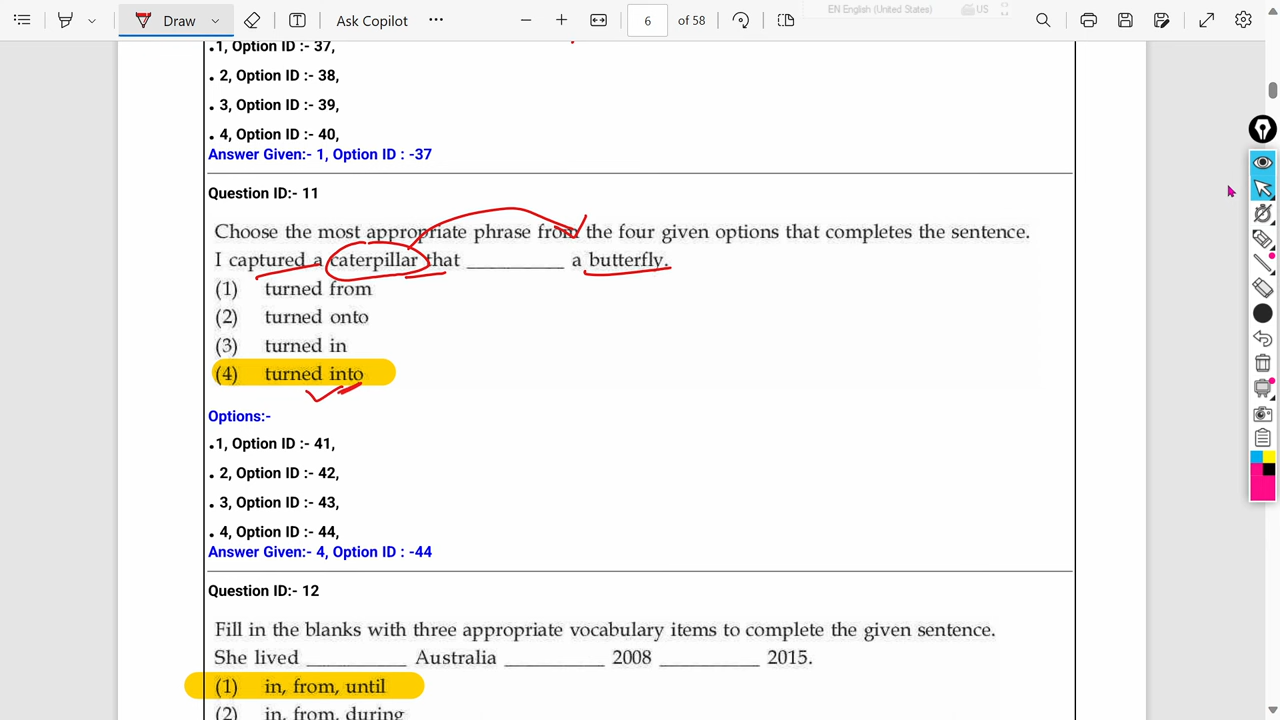 Draw
Ask Copilot
6 of 58
EN English (United States)
US
.1, Option ID :- 37,
. 2, Option ID :- 38,
. 3, Option ID :- 39,
. 4, Option ID :- 40,
Answer Given:- 1, Option ID : -37
Question ID:- 11
Choose the most appropriate phrase from the four given options that completes the sentence.
I captured a caterpillar that __________ a butterfly.
(1) turned from
(2) turned onto
(3) turned in
(4) turned into
Options:-
.1, Option ID :- 41,
. 2, Option ID :- 42,
. 3, Option ID :- 43,
. 4, Option ID :- 44,
Answer Given:- 4, Option ID : -44
Question ID:- 12
Fill in the blanks with three appropriate vocabulary items to complete the given sentence.
She lived __________ Australia __________ 2008 __________ 2015.
(1) in, from, until
(2) in, from, during